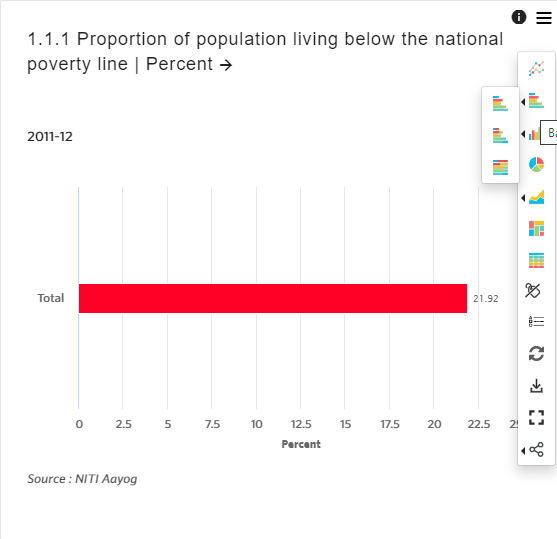 1.1.1 Proportion of population living below the national
poverty line | Percent →
2011-12
Total
21.92
0 2.5 5 7.5 10 12.5 15 17.5 20 22.5
Percent
Source : NITI Aayog